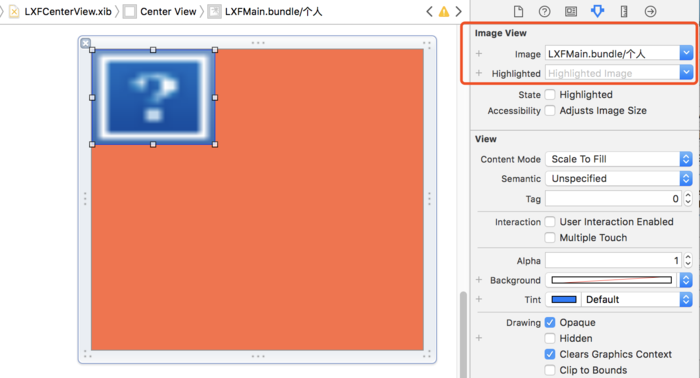 LXFCenterView.xib
Center View
LXFMain.bundle/个人
Image View
Image LXFMain.bundle/个人
Highlighted Highlighted Image
State Highlighted
Accessibility Adjusts Image Size
View
Content Mode Scale To Fill
Semantic Unspecified
Tag 0
Interaction User Interaction Enabled
Multiple Touch
Alpha 1
Background
Tint Default
Drawing Opaque
Hidden
Clears Graphics Context
Clip to Bounds
?